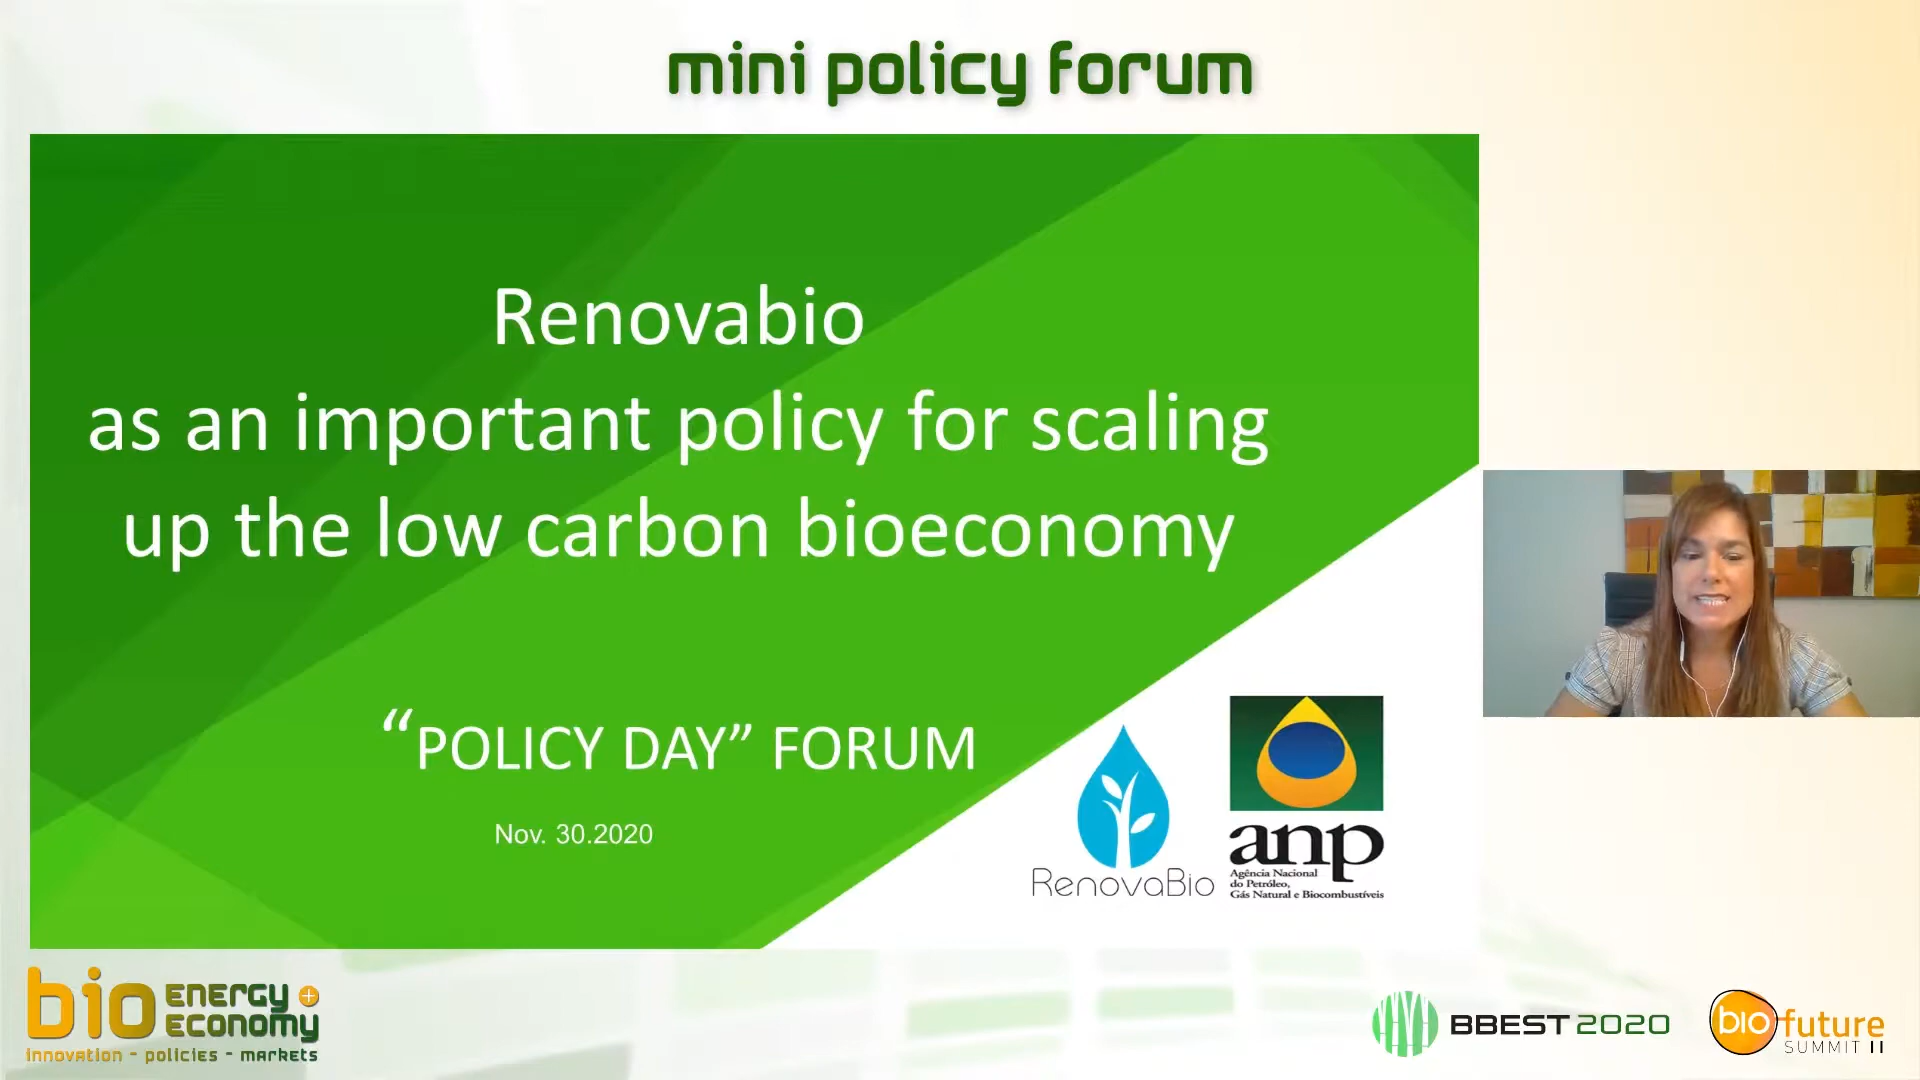 mini policy forum
Renovabio
as an important policy for scaling
up the low carbon bioeconomy
“POLICY DAY” FORUM
Nov. 30.2020
RenovaBio
anp
Agência Nacional
do Petróleo,
Gás Natural e Biocombustíveis
bio ENERGY +
ECONOMY
innovation - policies - markets
BBEST 2020
biofuture
SUMMIT II